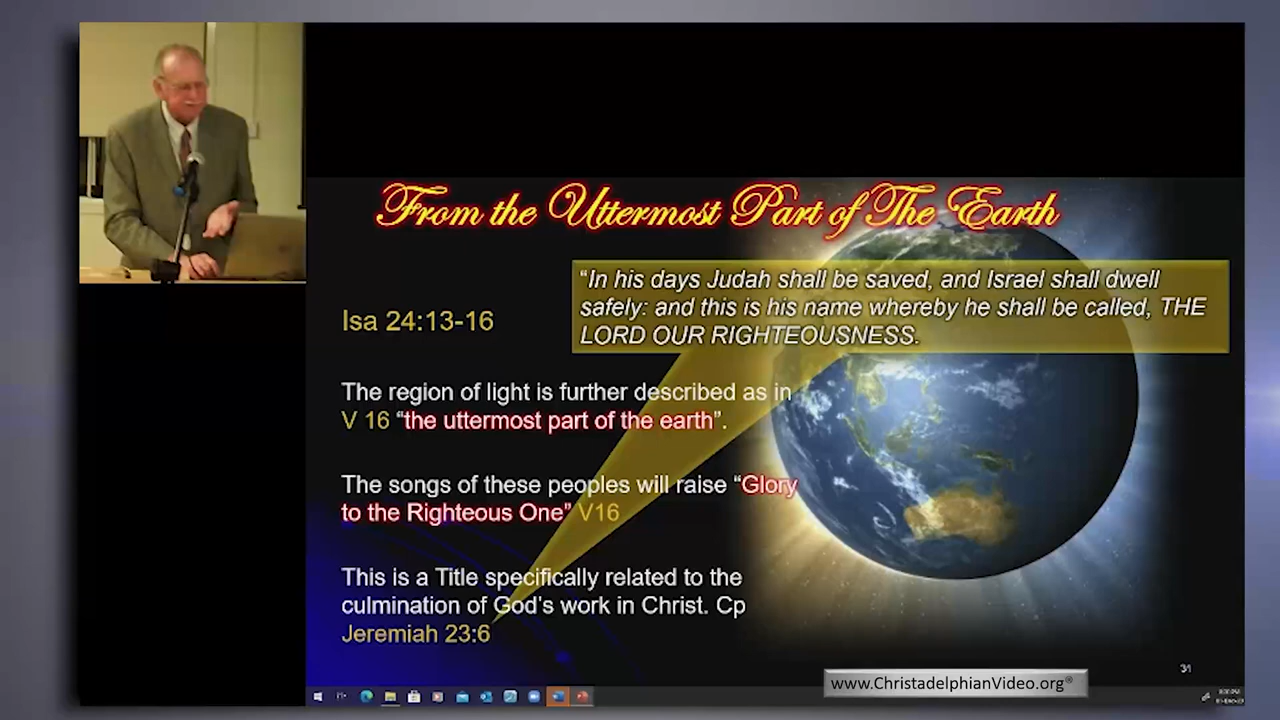 From the Uttermost Part of The Earth
“In his days Judah shall be saved, and Israel shall dwell
safely: and this is his name whereby he shall be called, THE
LORD OUR RIGHTEOUSNESS.
Isa 24:13-16
The region of light is further described as in
V 16 “the uttermost part of the earth”.
The songs of these peoples will raise “Glory
to the Righteous One” V16
This is a Title specifically related to the
culmination of God's work in Christ. Cp
Jeremiah 23:6
31
www.ChristadelphianVideo.org®